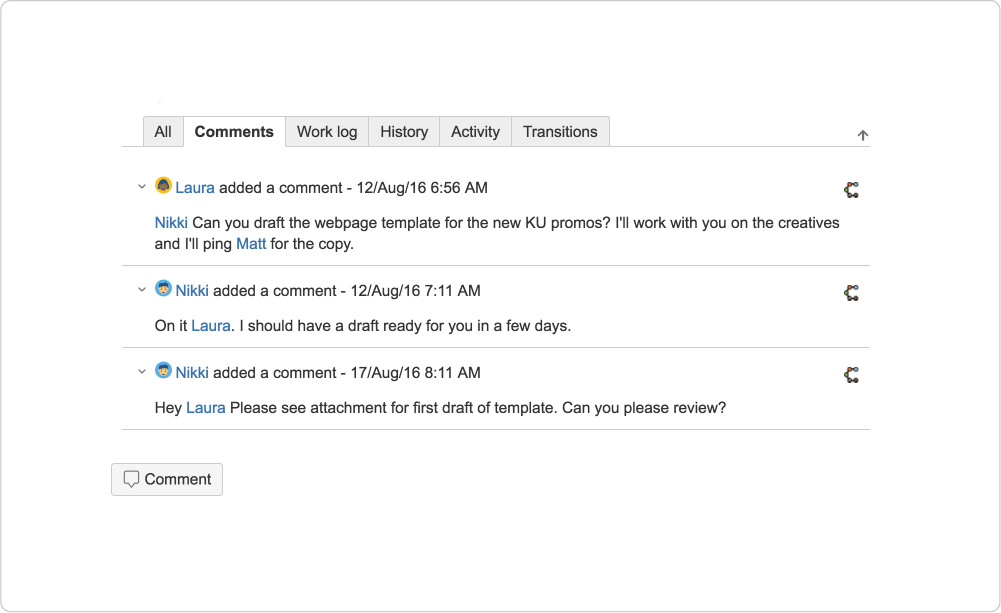 All Comments Work log History Activity Transitions
Laura added a comment - 12/Aug/16 6:56 AM
Nikki Can you draft the webpage template for the new KU promos? I'll work with you on the creatives
and I'll ping Matt for the copy.
Nikki added a comment - 12/Aug/16 7:11 AM
On it Laura. I should have a draft ready for you in a few days.
Nikki added a comment - 17/Aug/16 8:11 AM
Hey Laura Please see attachment for first draft of template. Can you please review?
Comment